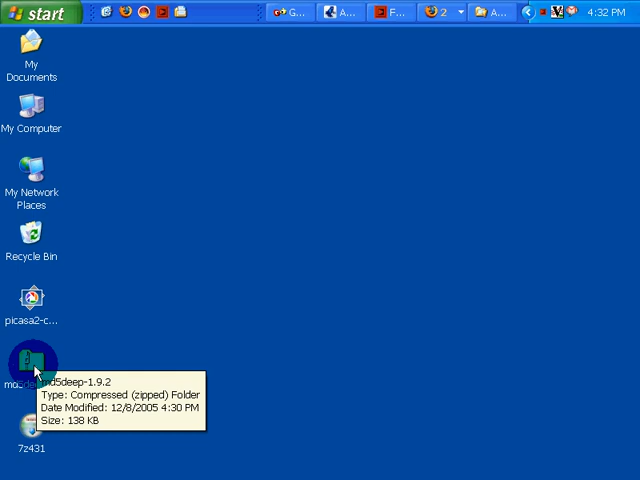 start
G...
A...
F...
2
A...
4:32 PM
My
Documents
My Computer
My Network
Places
Recycle Bin
picasa2-c...
md5deep-1.9.2
Type: Compressed (zipped) Folder
Date Modified: 12/8/2005 4:30 PM
Size: 138 KB
7z431